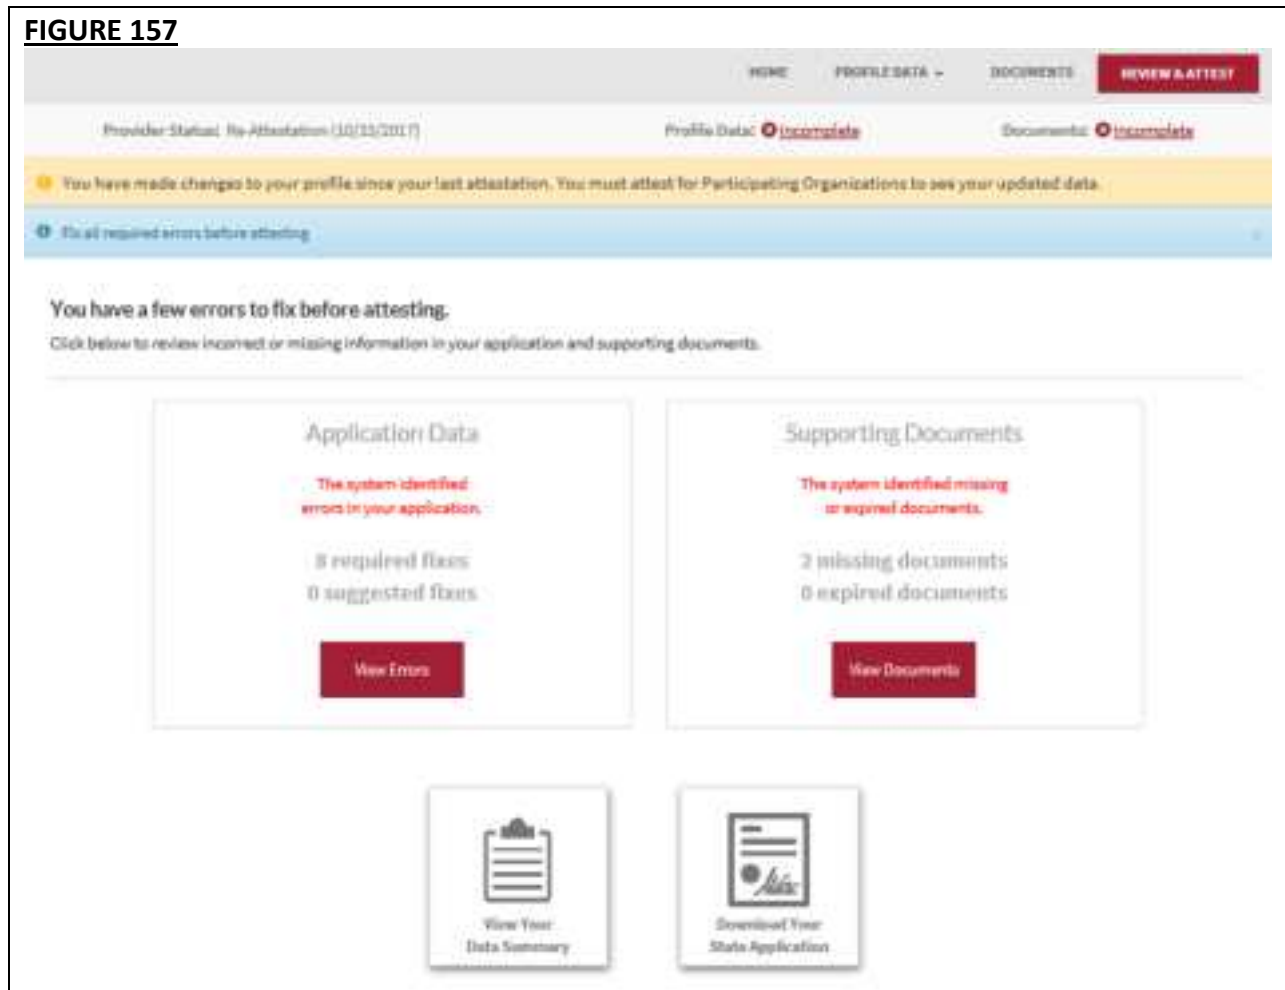 FIGURE 157
HOME PROFILE DATA DOCUMENTS REVIEW & ATTEST
Provider Status: Re-Attestation Profile Data: Incomplete Documents: Incomplete
You have made changes to your profile since your last attestation. You must attest for Participating Organizations to see your updated data.
Fix all required errors before attesting
You have a few errors to fix before attesting.
Click below to review incorrect or missing information in your application and supporting documents.
Application Data
The system identified
errors in your application.
8 required fixes
0 suggested fixes
View Errors
Supporting Documents
The system identified missing
or expired documents.
2 missing documents
0 expired documents
View Documents
View Your
Data Summary
Download Your
State Application